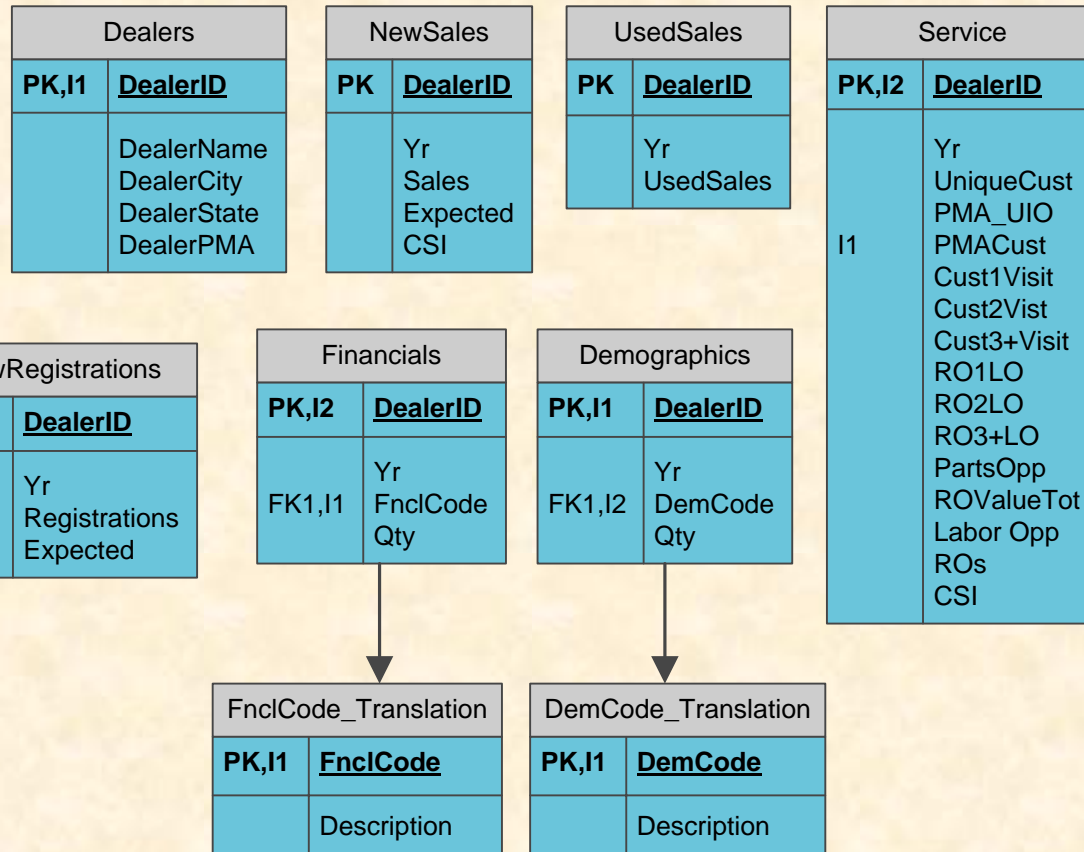 Dealers
PK,I1 DealerID
DealerName
DealerCity
DealerState
DealerPMA
NewSales
PK DealerID
Yr
Sales
Expected
CSI
UsedSales
PK DealerID
Yr
UsedSales
Service
PK,I2 DealerID
Yr
UniqueCust
PMA_UIO
I1 PMACust
Cust1Visit
Cust2Vist
Cust3+Visit
RO1LO
RO2LO
RO3+LO
PartsOpp
ROValueTot
Labor Opp
ROs
CSI
wRegistrations
DealerID
Yr
Registrations
Expected
Financials
PK,I2 DealerID
Yr
FK1,I1 FnclCode
Qty
Demographics
PK,I1 DealerID
Yr
FK1,I2 DemCode
Qty
FnclCode_Translation
PK,I1 FnclCode
Description
DemCode_Translation
PK,I1 DemCode
Description